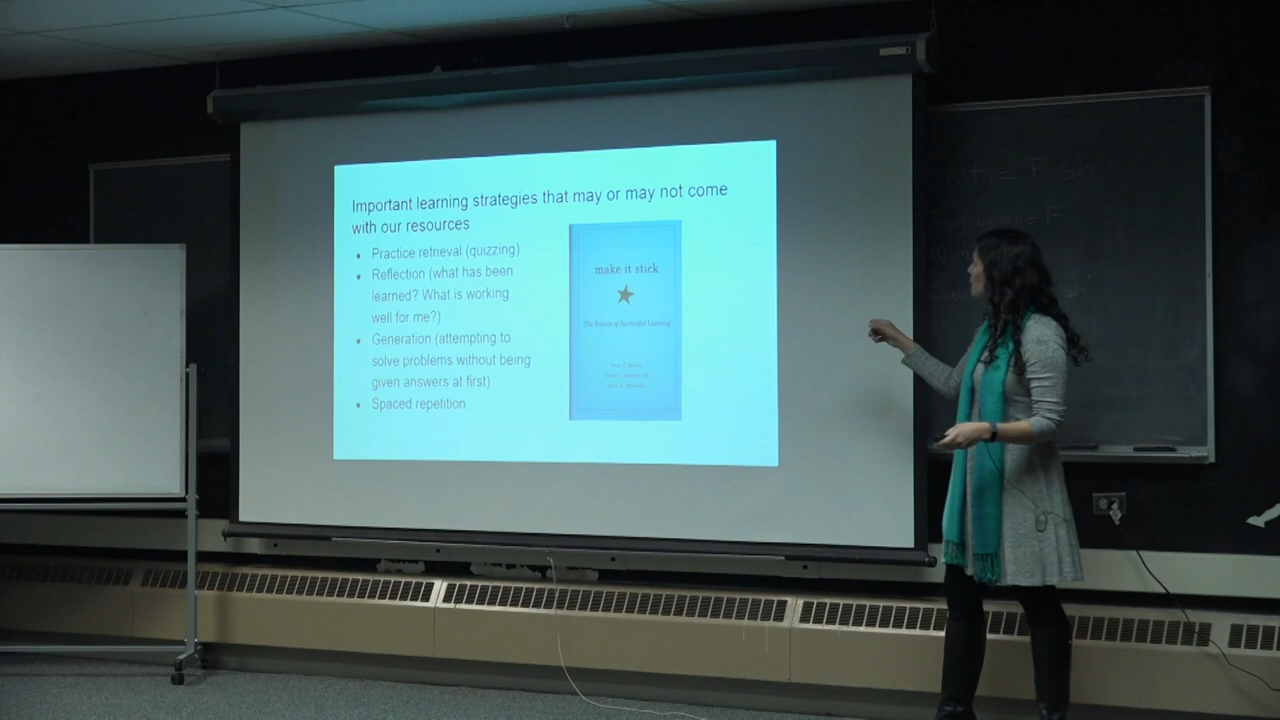 Important learning strategies that may or may not come
with our resources
• Practice retrieval (quizzing)
• Reflection (what has been
learned? What is working
well for me?)
• Generation (attempting to
solve problems without being
given answers at first)
• Spaced repetition
make it stick
The Science of Successful Learning
= Fish